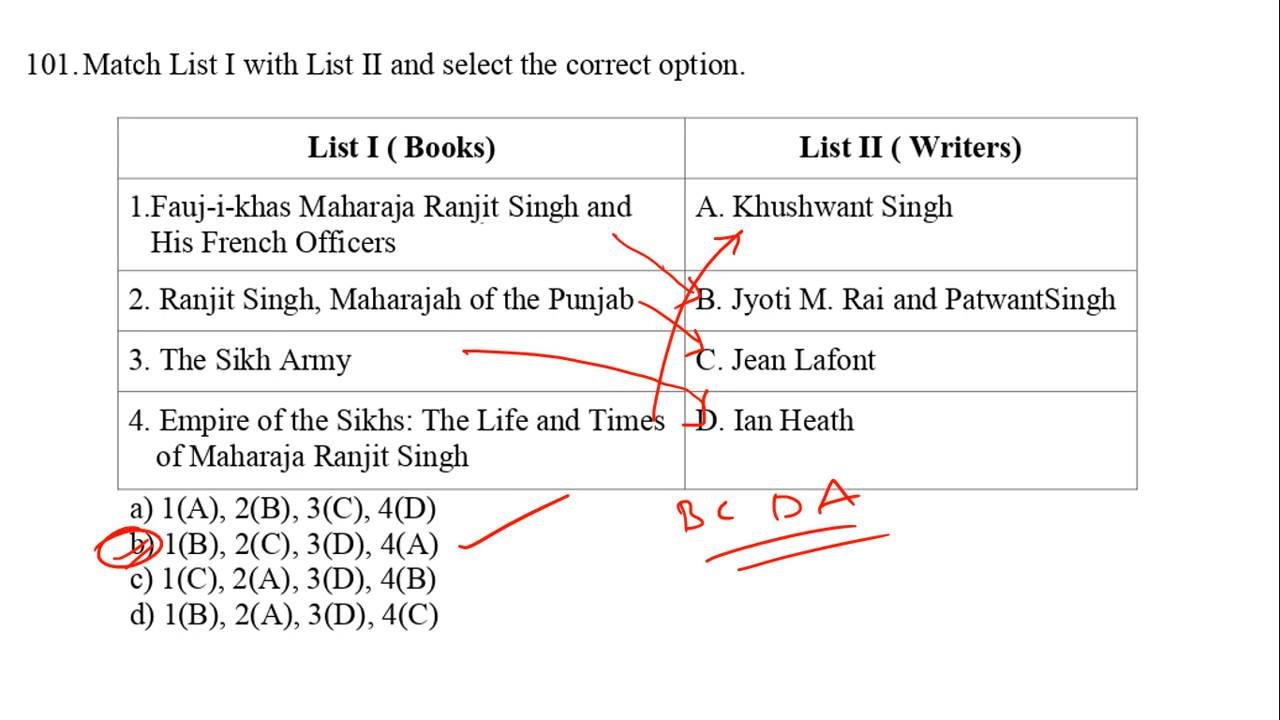 101. Match List I with List II and select the correct option.
List I ( Books)
List II ( Writers)
1.Fauj-i-khas Maharaja Ranjit Singh and
His French Officers
A. Khushwant Singh
2. Ranjit Singh, Maharajah of the Punjab
B. Jyoti M. Rai and PatwantSingh
3. The Sikh Army
C. Jean Lafont
4. Empire of the Sikhs: The Life and Times
of Maharaja Ranjit Singh
D. Ian Heath
a) 1(A), 2(B), 3(C), 4(D)
b) 1(B), 2(C), 3(D), 4(A)
c) 1(C), 2(A), 3(D), 4(B)
d) 1(B), 2(A), 3(D), 4(C)
B C D A